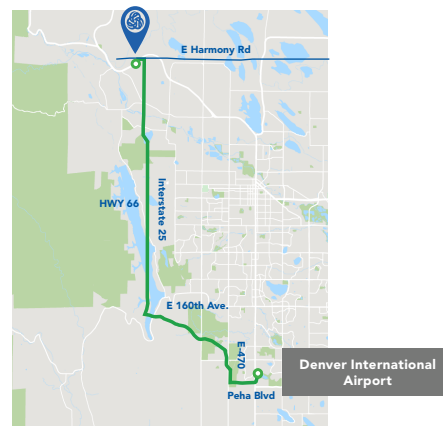 E Harmony Rd
HWY 66
Interstate 25
E 160th Ave.
E-470
Denver International
Airport
Peha Blvd